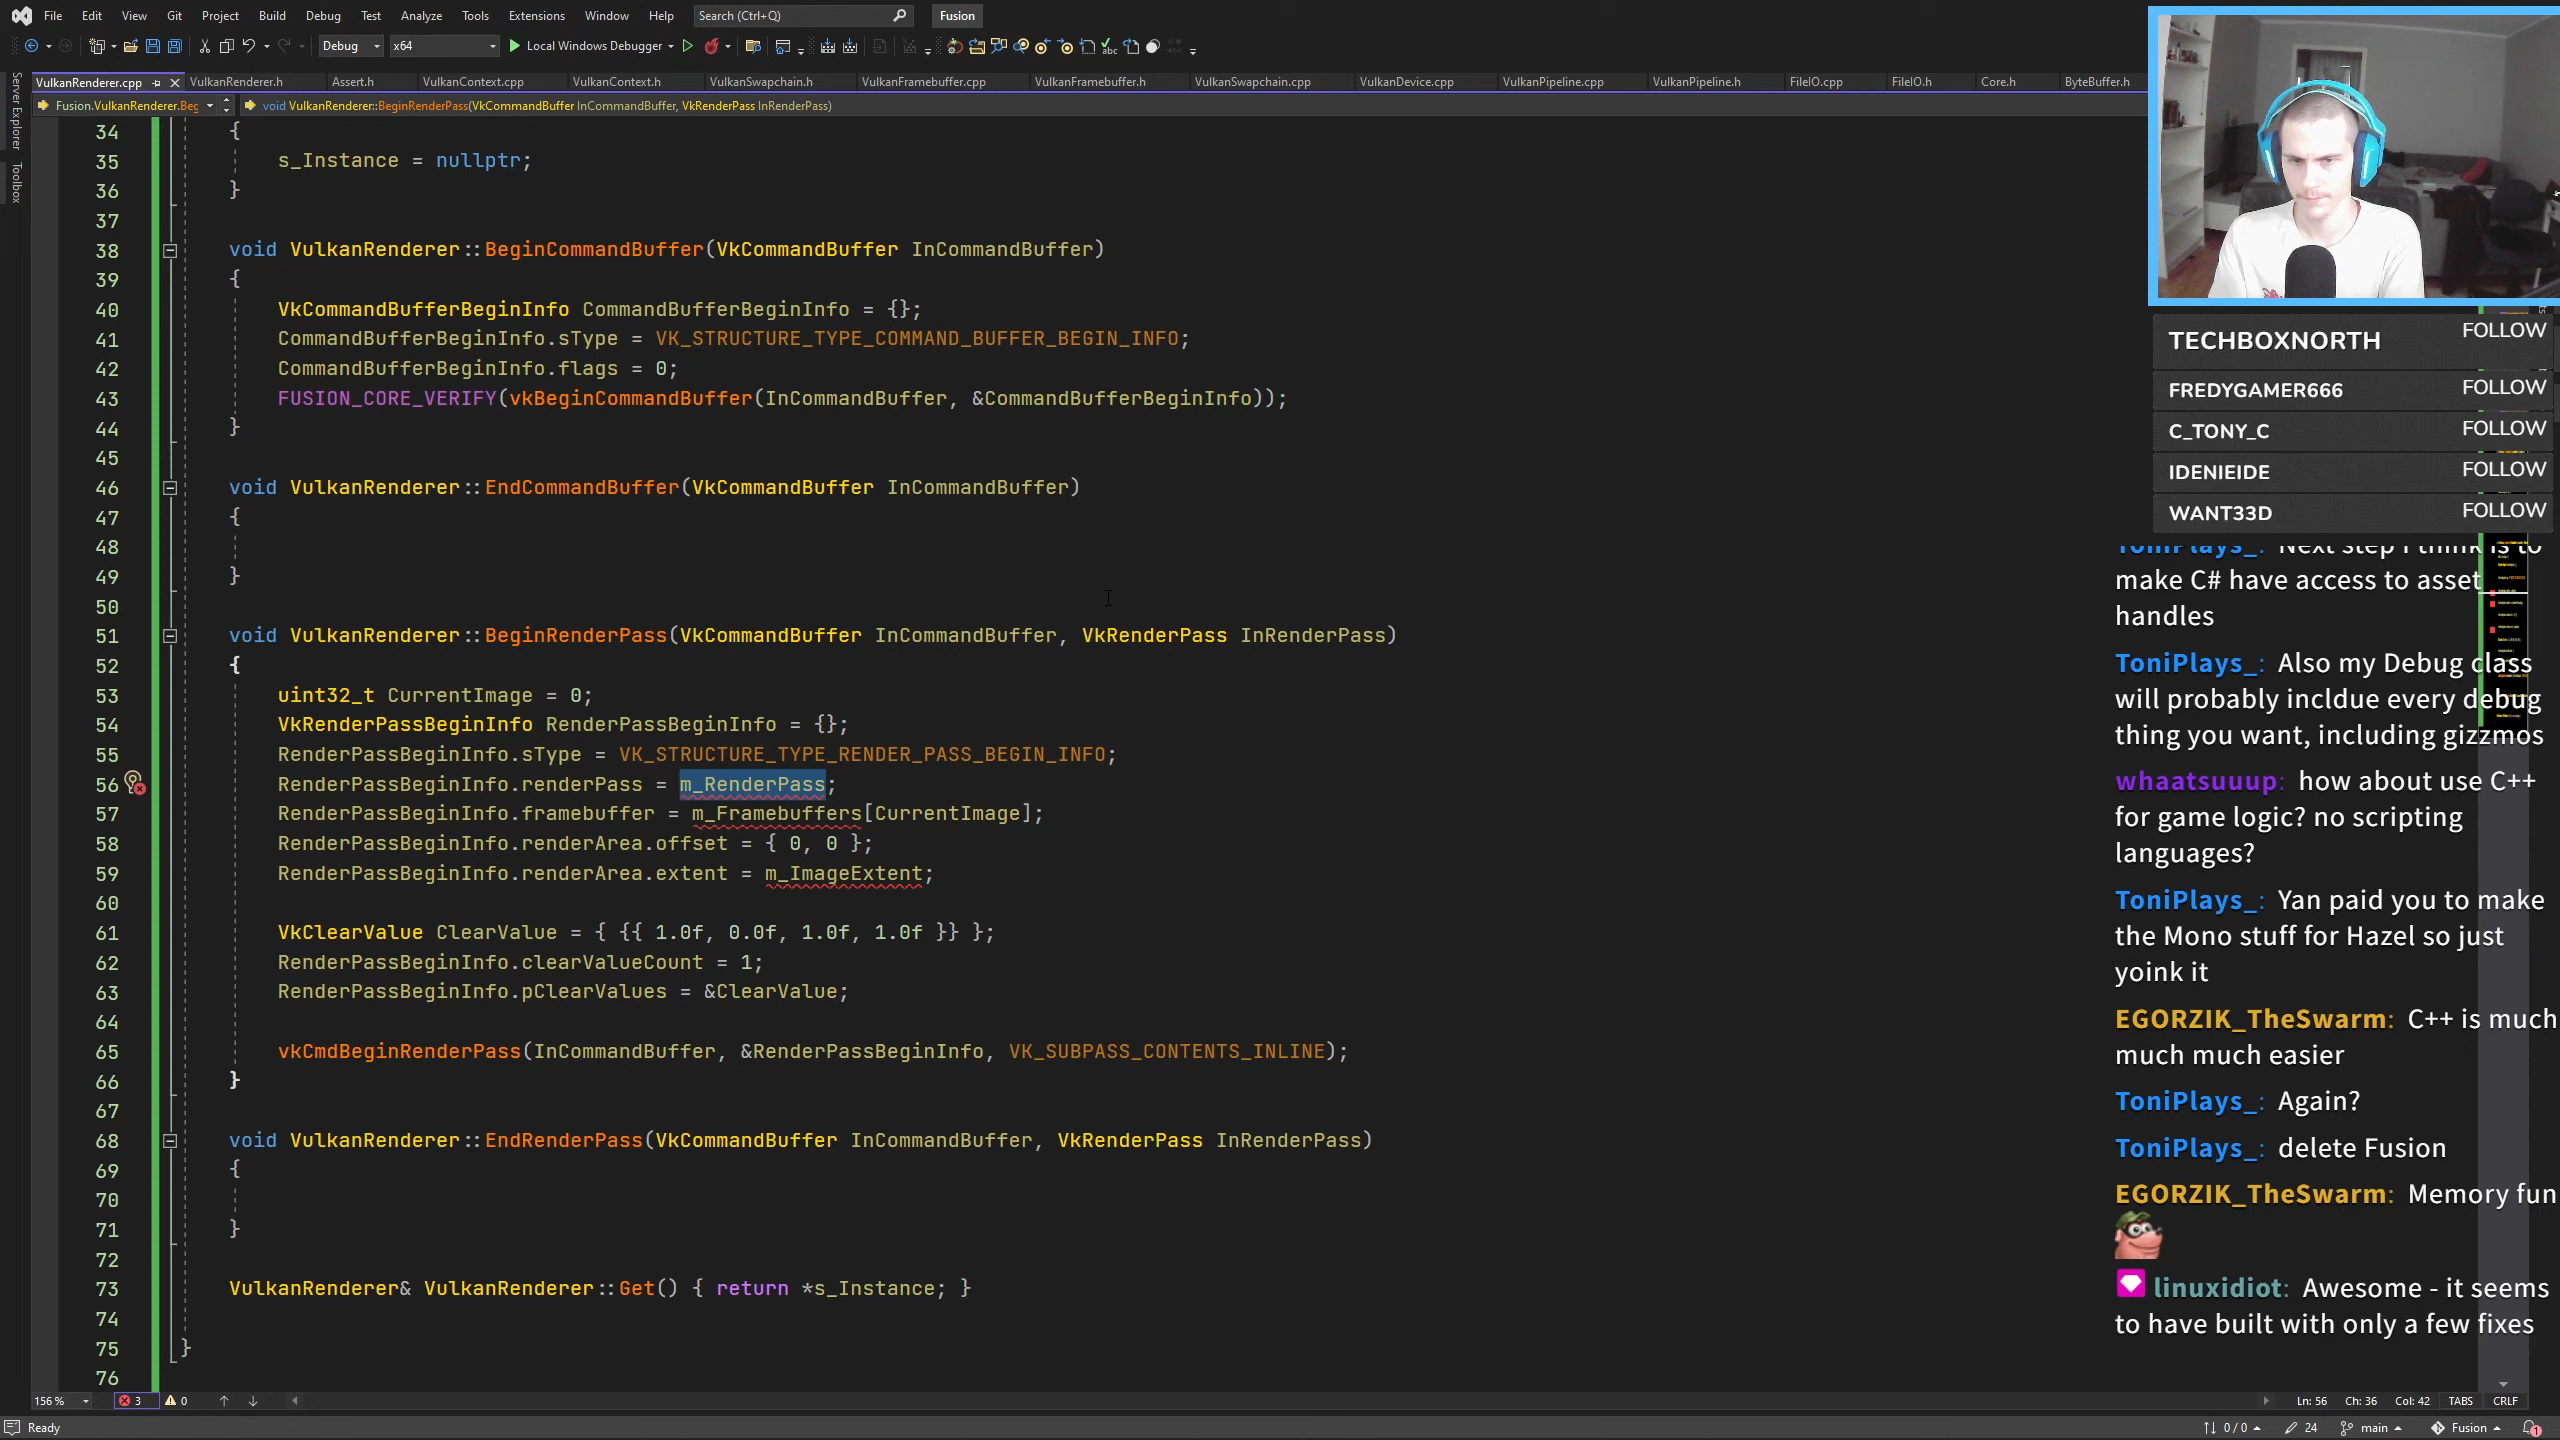 File Edit View Git Project Build Debug Test Analyze Tools Extensions Window Help Search (Ctrl+Q) Fusion
Debug x64 Local Windows Debugger
VulkanRenderer.cpp VulkanRenderer.h Assert.h VulkanContext.cpp VulkanContext.h VulkanSwapchain.h VulkanFramebuffer.cpp VulkanFramebuffer.h VulkanSwapchain.cpp VulkanDevice.cpp VulkanPipeline.cpp VulkanPipeline.h FileIO.cpp FileIO.h Core.h ByteBuffer.h
Fusion.VulkanRenderer.Beg void VulkanRenderer::BeginRenderPass(VkCommandBuffer InCommandBuffer, VkRenderPass InRenderPass)
Server Explorer
Toolbox
34 {
35 s_Instance = nullptr;
36 }
37
38 void VulkanRenderer::BeginCommandBuffer(VkCommandBuffer InCommandBuffer)
39 {
40 VkCommandBufferBeginInfo CommandBufferBeginInfo = {};
41 CommandBufferBeginInfo.sType = VK_STRUCTURE_TYPE_COMMAND_BUFFER_BEGIN_INFO;
42 CommandBufferBeginInfo.flags = 0;
43 FUSION_CORE_VERIFY(vkBeginCommandBuffer(InCommandBuffer, &CommandBufferBeginInfo));
44 }
45
46 void VulkanRenderer::EndCommandBuffer(VkCommandBuffer InCommandBuffer)
47 {
48
49 }
50
51 void VulkanRenderer::BeginRenderPass(VkCommandBuffer InCommandBuffer, VkRenderPass InRenderPass)
52 {
53 uint32_t CurrentImage = 0;
54 VkRenderPassBeginInfo RenderPassBeginInfo = {};
55 RenderPassBeginInfo.sType = VK_STRUCTURE_TYPE_RENDER_PASS_BEGIN_INFO;
56 RenderPassBeginInfo.renderPass = m_RenderPass;
57 RenderPassBeginInfo.framebuffer = m_Framebuffers[CurrentImage];
58 RenderPassBeginInfo.renderArea.offset = { 0, 0 };
59 RenderPassBeginInfo.renderArea.extent = m_ImageExtent;
60
61 VkClearValue ClearValue = { {{ 1.0f, 0.0f, 1.0f, 1.0f }} };
62 RenderPassBeginInfo.clearValueCount = 1;
63 RenderPassBeginInfo.pClearValues = &ClearValue;
64
65 vkCmdBeginRenderPass(InCommandBuffer, &RenderPassBeginInfo, VK_SUBPASS_CONTENTS_INLINE);
66 }
67
68 void VulkanRenderer::EndRenderPass(VkCommandBuffer InCommandBuffer, VkRenderPass InRenderPass)
69 {
70
71 }
72
73 VulkanRenderer& VulkanRenderer::Get() { return *s_Instance; }
74
75 }
76
TECHBOXNORTH FOLLOW
FREDYGAMER666 FOLLOW
C_TONY_C FOLLOW
IDENIEIDE FOLLOW
WANT33D FOLLOW
ToniPlays_: Next step I think is to
make C# have access to asset
handles
ToniPlays_: Also my Debug class
will probably incldue every debug
thing you want, including gizzmos
whaatsuuup: how about use C++
for game logic? no scripting
languages?
ToniPlays_: Yan paid you to make
the Mono stuff for Hazel so just
yoink it
EGORZIK_TheSwarm: C++ is much
much much easier
ToniPlays_: Again?
ToniPlays_: delete Fusion
EGORZIK_TheSwarm: Memory fun
linuxidiot: Awesome - it seems
to have built with only a few fixes
156 % 3 0 Ln: 56 Ch: 36 Col: 42 TABS CRLF
Ready 0 / 0 24 main Fusion 1